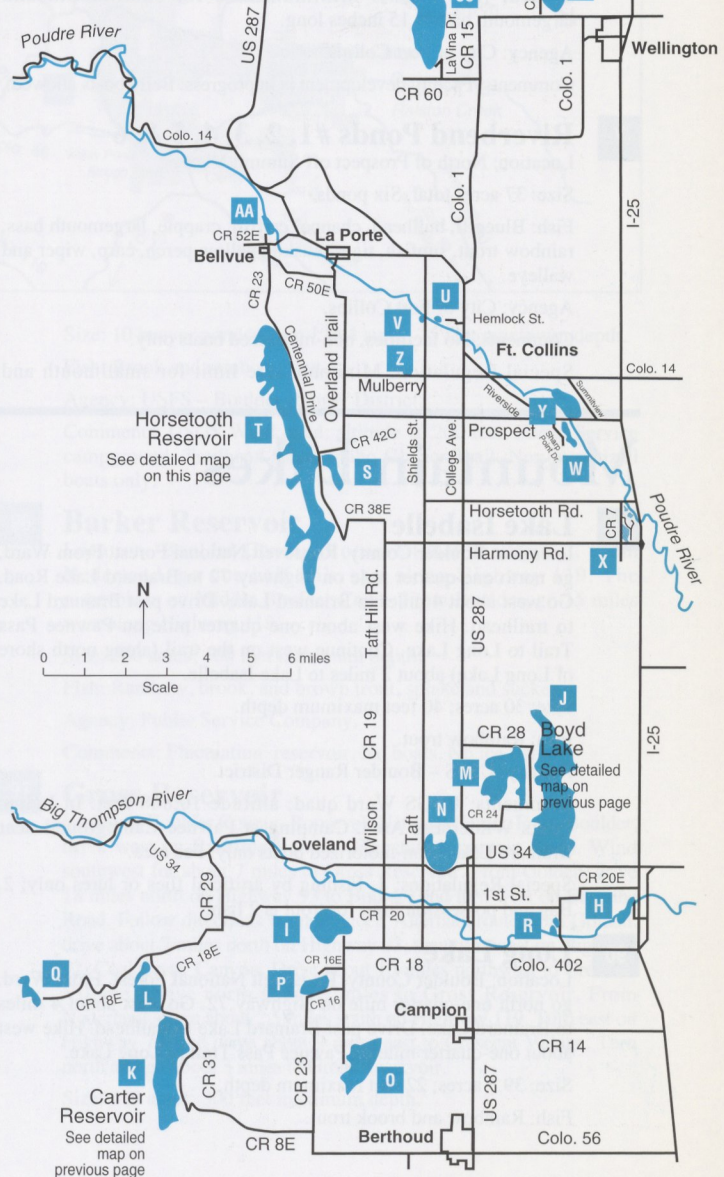 Poudre River
US 287
LaVina Dr.
CR 15
CR 60
Colo. 1
Wellington
Colo. 14
Colo. 1
I-25
AA
CR 52E
La Porte
Bellvue
CR 23
CR 50E
U
Hemlock St.
V
Ft. Collins
Z
Colo. 14
Centennial Drive
Overland Trail
Mulberry
Riverside
Summitview
Y
Horsetooth
Reservoir
T
See detailed map
on this page
CR 42C
Shields St.
College Ave.
Prospect
Sharp
Point Dr.
W
S
CR 38E
Horsetooth Rd.
CR 7
Poudre River
Harmony Rd.
X
N
Taft Hill Rd.
US 287
0 2 3 4 5 6 miles
Scale
J
I-25
CR 19
CR 28
Boyd
Lake
See detailed
map on
previous page
M
Big Thompson River
N
CR 24
Wilson
Taft
Loveland
US 34
US 34
CR 29
1st St.
CR 20E
H
CR 20
I
R
CR 18E
CR 16E
CR 18
Colo. 402
Q
CR 18E
L
P
CR 16
Campion
CR 14
CR 31
CR 23
K
O
US 287
Carter
Reservoir
See detailed
map on
previous page
CR 8E
Berthoud
Colo. 56